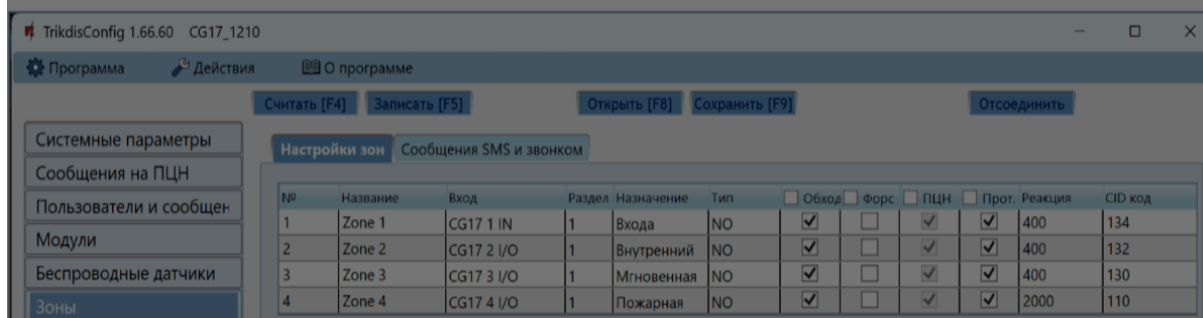 TrikdisConfig 1.66.60 CG17_1210
Программа Действия О программе
Считать [F4] Записать [F5] Открыть [F8] Сохранить [F9] Отсоединить
Системные параметры
Сообщения на ПЦН
Пользователи и сообщен
Модули
Беспроводные датчики
Зоны
Настройки зон Сообщения SMS и звонком
№ Название Вход Раздел Назначение Тип Обход Форс ПЦН Прот. Реакция CID код
1 Zone 1 CG17 1 IN 1 Входа NO 400 134
2 Zone 2 CG17 2 I/O 1 Внутренний NO 400 132
3 Zone 3 CG17 3 I/O 1 Мгновенная NO 400 130
4 Zone 4 CG17 4 I/O 1 Пожарная NO 2000 110